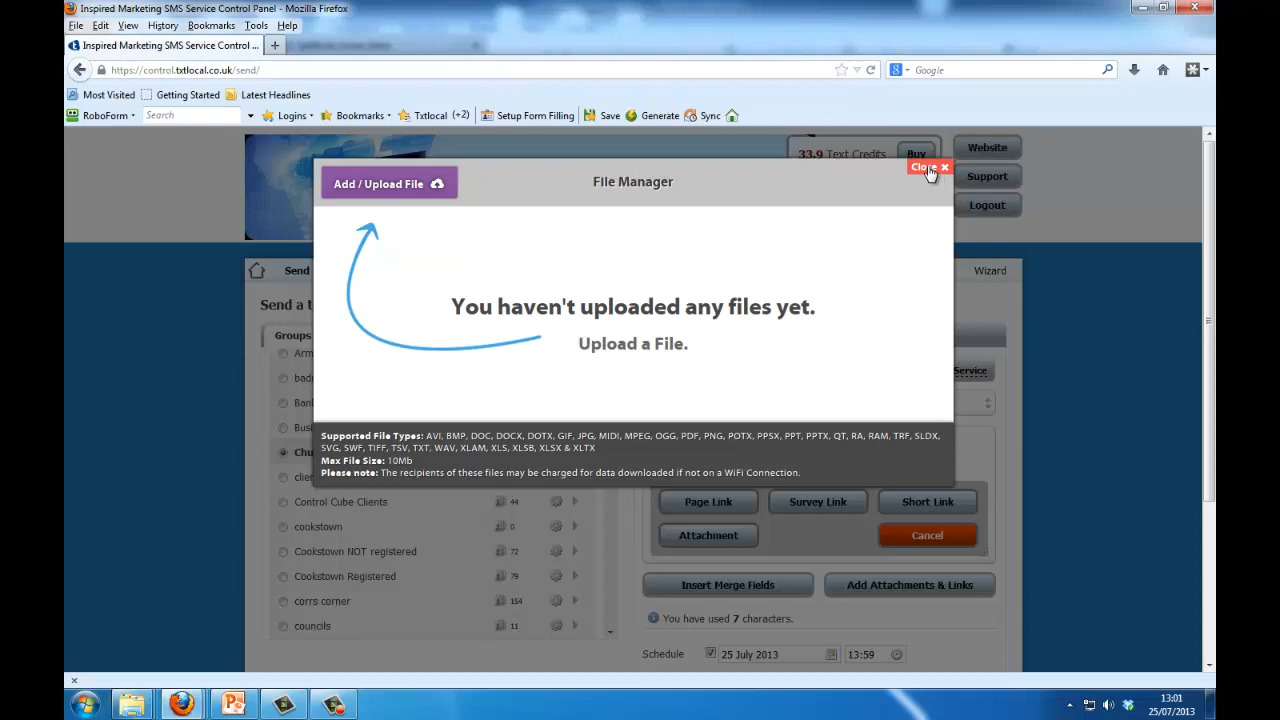 Inspired Marketing SMS Service Control Panel - Mozilla Firefox
File Edit View History Bookmarks Tools Help
Inspired Marketing SMS Service Control ...
https://control.txtlocal.co.uk/send/
Google
Most Visited Getting Started Latest Headlines
RoboForm Search Logins Bookmarks Txtlocal (+2) Setup Form Filling Save Generate Sync
33.9 Text Credits Buy Website
Close x
Add / Upload File File Manager
Support
Logout
Send Wizard
Send a t
You haven't uploaded any files yet.
Groups
Upload a File.
Arm
Service
bad
Ban
Busi
Supported File Types: AVI, BMP, DOC, DOCX, DOTX, GIF, JPG, MIDI, MPEG, OGG, PDF, PNG, POTX, PPSX, PPT, PPTX, QT, RA, RAM, TRF, SLDX,
SVG, SWF, TIFF, TSV, TXT, WAV, XLAM, XLS, XLSB, XLSX & XLTX
Chu
Max File Size: 10Mb
Please note: The recipients of these files may be charged for data downloaded if not on a WiFi Connection.
clien
Control Cube Clients 44
Page Link Survey Link Short Link
cookstown 0
Attachment Cancel
Cookstown NOT registered 72
Cookstown Registered 79
Insert Merge Fields Add Attachments & Links
corrs corner 154
You have used 7 characters.
councils 11
Schedule 25 July 2013 13:59
13:01
25/07/2013